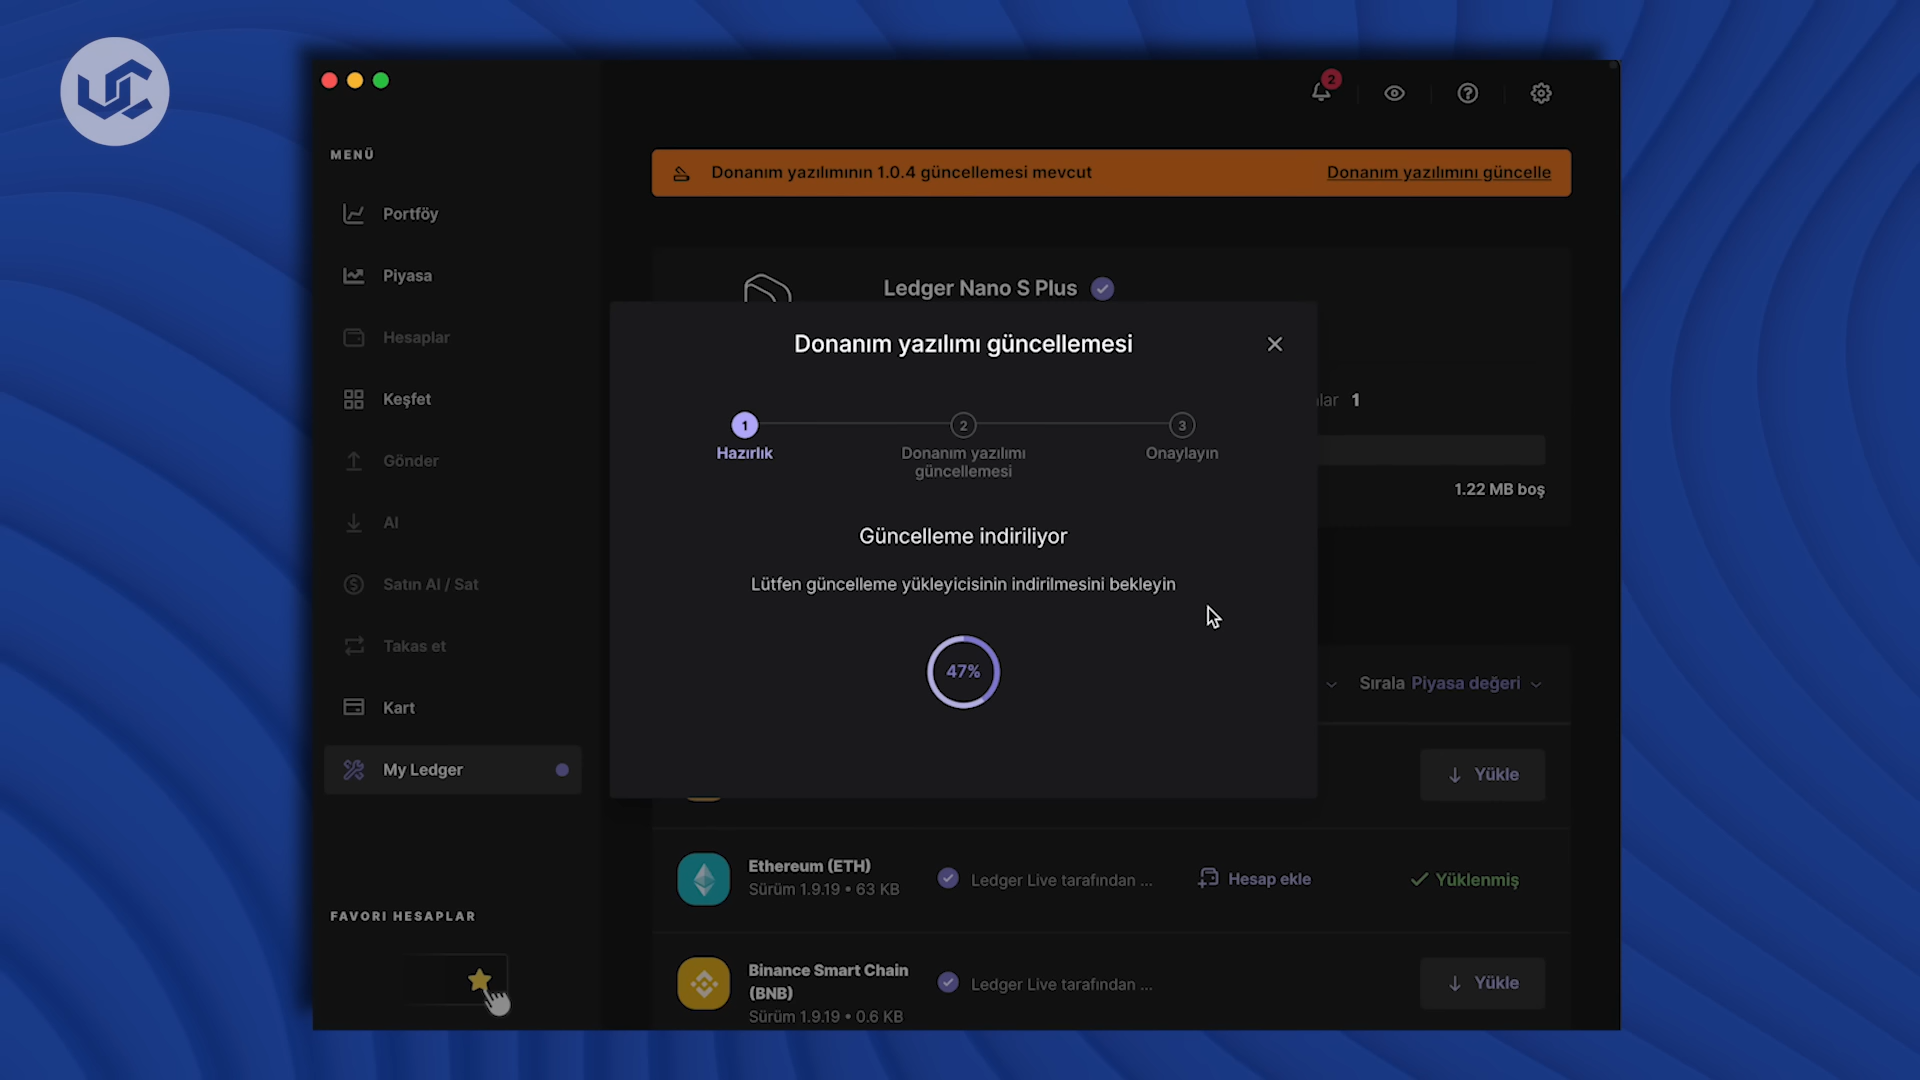 2
MENÜ
Portföy
Piyasa
Hesaplar
Keşfet
Gönder
Al
Satın Al / Sat
Takas et
Kart
My Ledger
FAVORI HESAPLAR
Donanım yazılımının 1.0.4 güncellemesi mevcut
Donanım yazılımını güncelle
Ledger Nano S Plus
1
1.22 MB boş
Donanım yazılımı güncellemesi
1
2
3
Hazırlık
Donanım yazılımı
güncellemesi
Onaylayın
Güncelleme indiriliyor
Lütfen güncelleme yükleyicisinin indirilmesini bekleyin
47%
Sırala Piyasa değeri
Yükle
Ethereum (ETH)
Sürüm 1.9.19 • 63 KB
Ledger Live tarafından ...
Hesap ekle
Yüklenmiş
Binance Smart Chain
(BNB)
Sürüm 1.9.19 • 0.6 KB
Ledger Live tarafından ...
Yükle